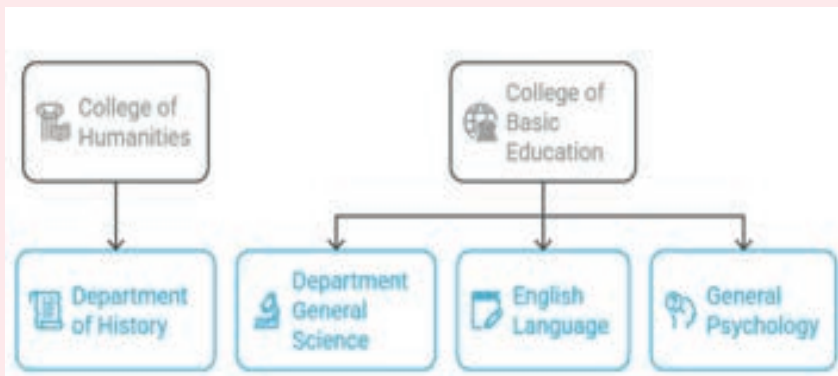 College of
Humanities
College of
Basic
Education
Department
of History
Department
General
Science
English
Language
General
Psychology